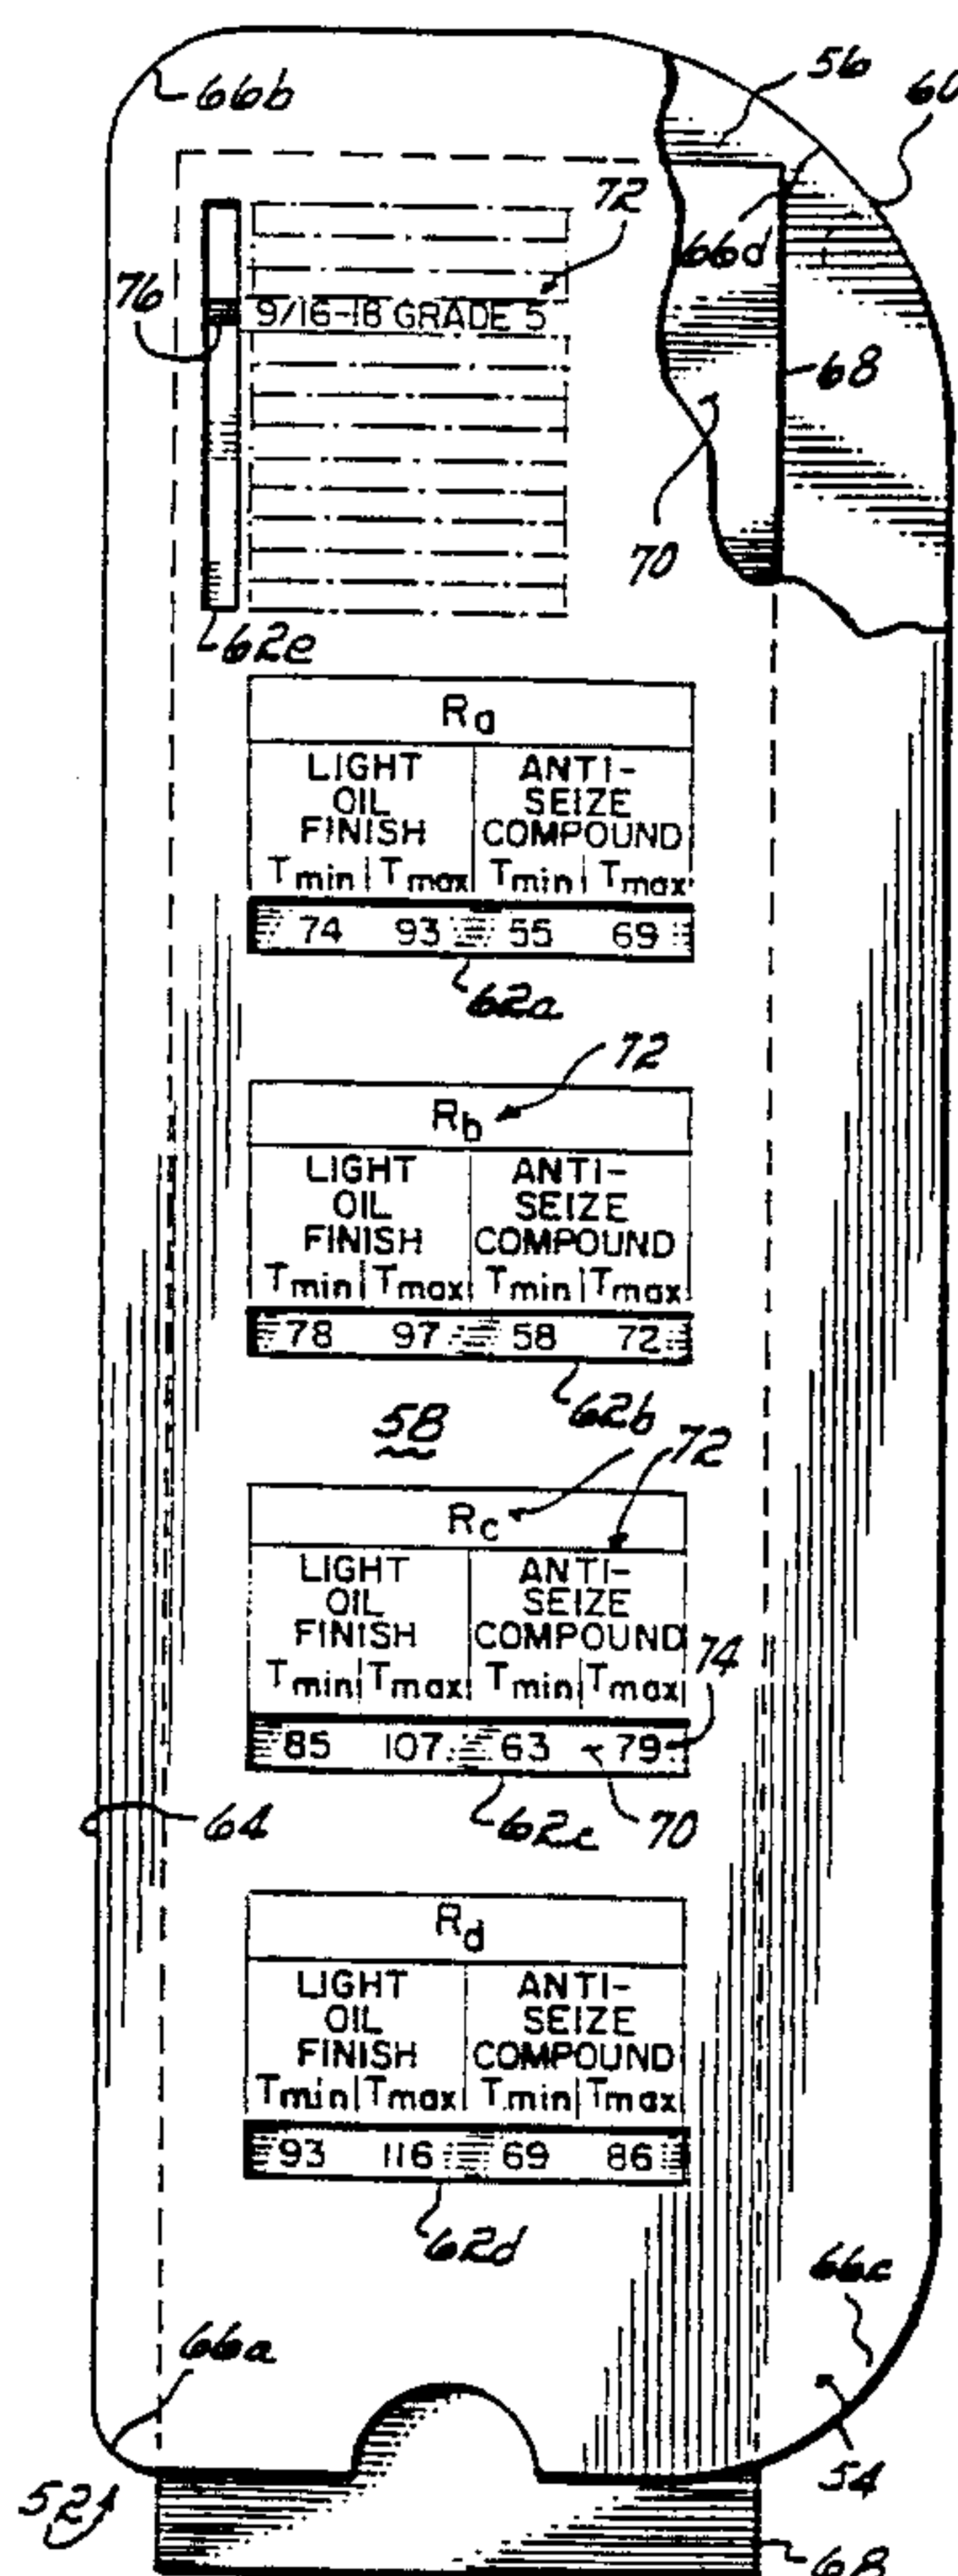 66b
56
60
72
66d
76
9/16-18 GRADE 5
68
70
62e
Ra
LIGHT OIL FINISH
ANTI-SEIZE COMPOUND
Tmin Tmax Tmin Tmax
74 93 55 69
62a
72
Rb
LIGHT OIL FINISH
ANTI-SEIZE COMPOUND
Tmin Tmax Tmin Tmax
78 97 58 72
62b
58
72
Rc
LIGHT OIL FINISH
ANTI-SEIZE COMPOUND
74
Tmin Tmax Tmin Tmax
85 107 63 79
64
62c
70
Rd
LIGHT OIL FINISH
ANTI-SEIZE COMPOUND
Tmin Tmax Tmin Tmax
93 116 69 86
62d
66c
66a
52
54
68